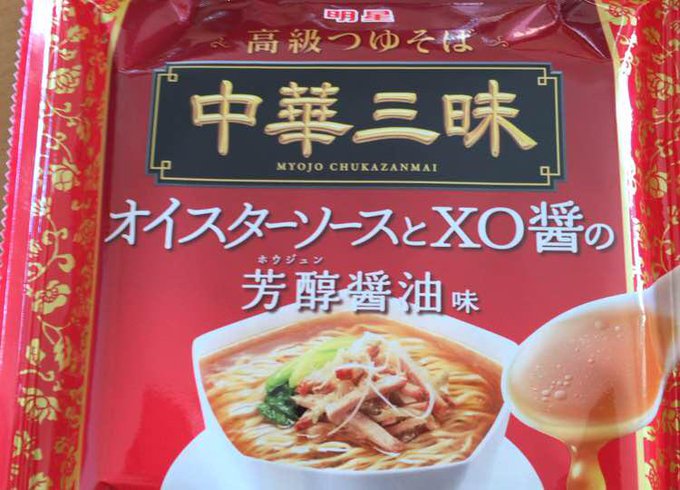 明星
高級つゆそば
中華三昧
MYOJO CHUKAZANMAI
オイスターソースとXO醤の
ホウジュン
芳醇醤油味